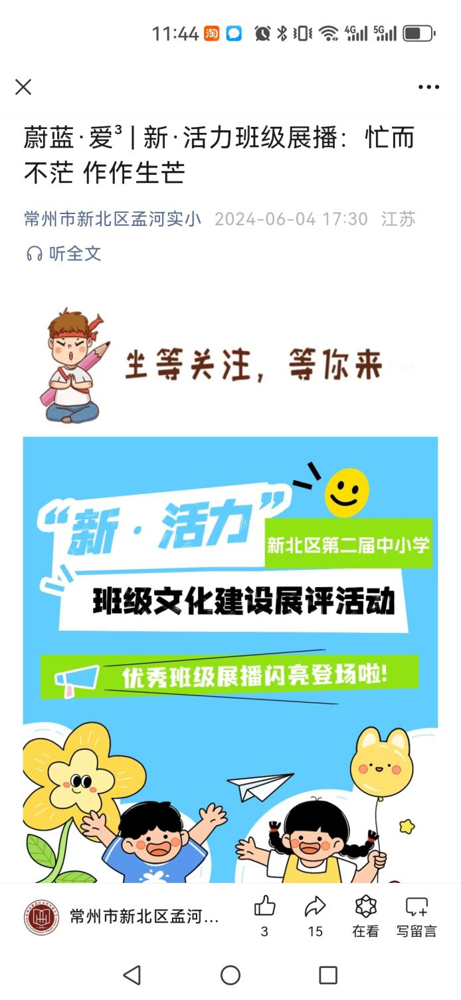 11:44 淘 4G 5G
蔚蓝·爱³ | 新·活力班级展播：忙而
不茫 作作生芒
常州市新北区孟河实小 2024-06-04 17:30 江苏
听全文
坐等关注，等你来
“新·活力”
新北区第二届中小学
班级文化建设展评活动
优秀班级展播闪亮登场啦!
常州市新北区孟河...
3
15
在看
写留言